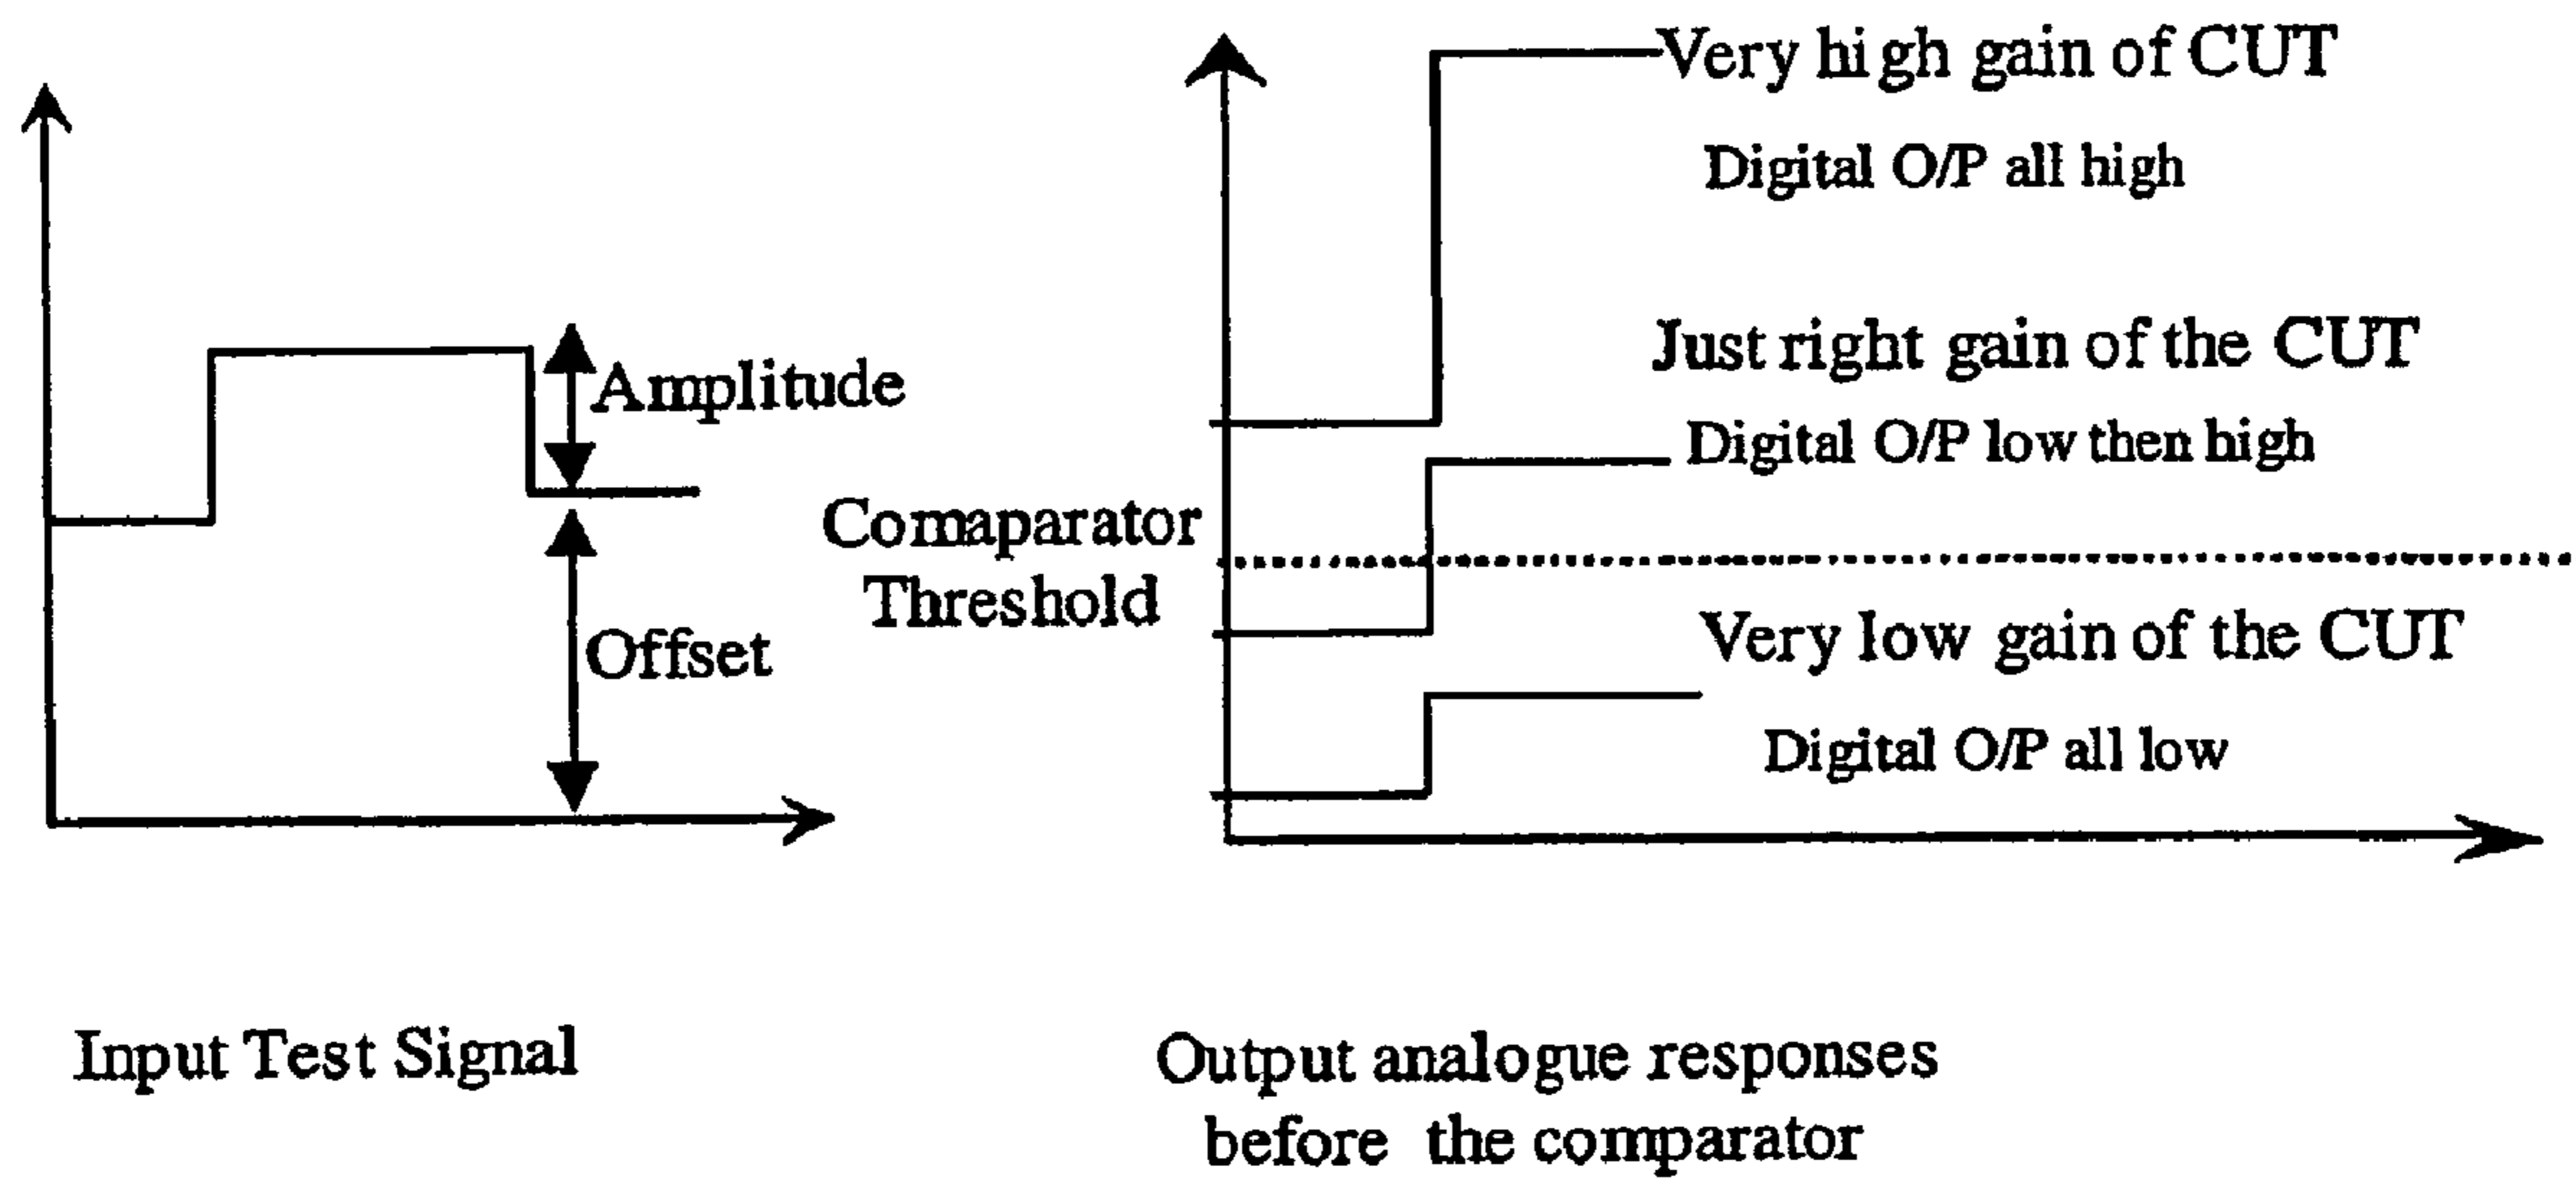 Amplitude
Offset
Input Test Signal
Very high gain of CUT
Digital O/P all high
Just right gain of the CUT
Digital O/P low then high
Comaparator
Threshold
Very low gain of the CUT
Digital O/P all low
Output analogue responses
before the comparator